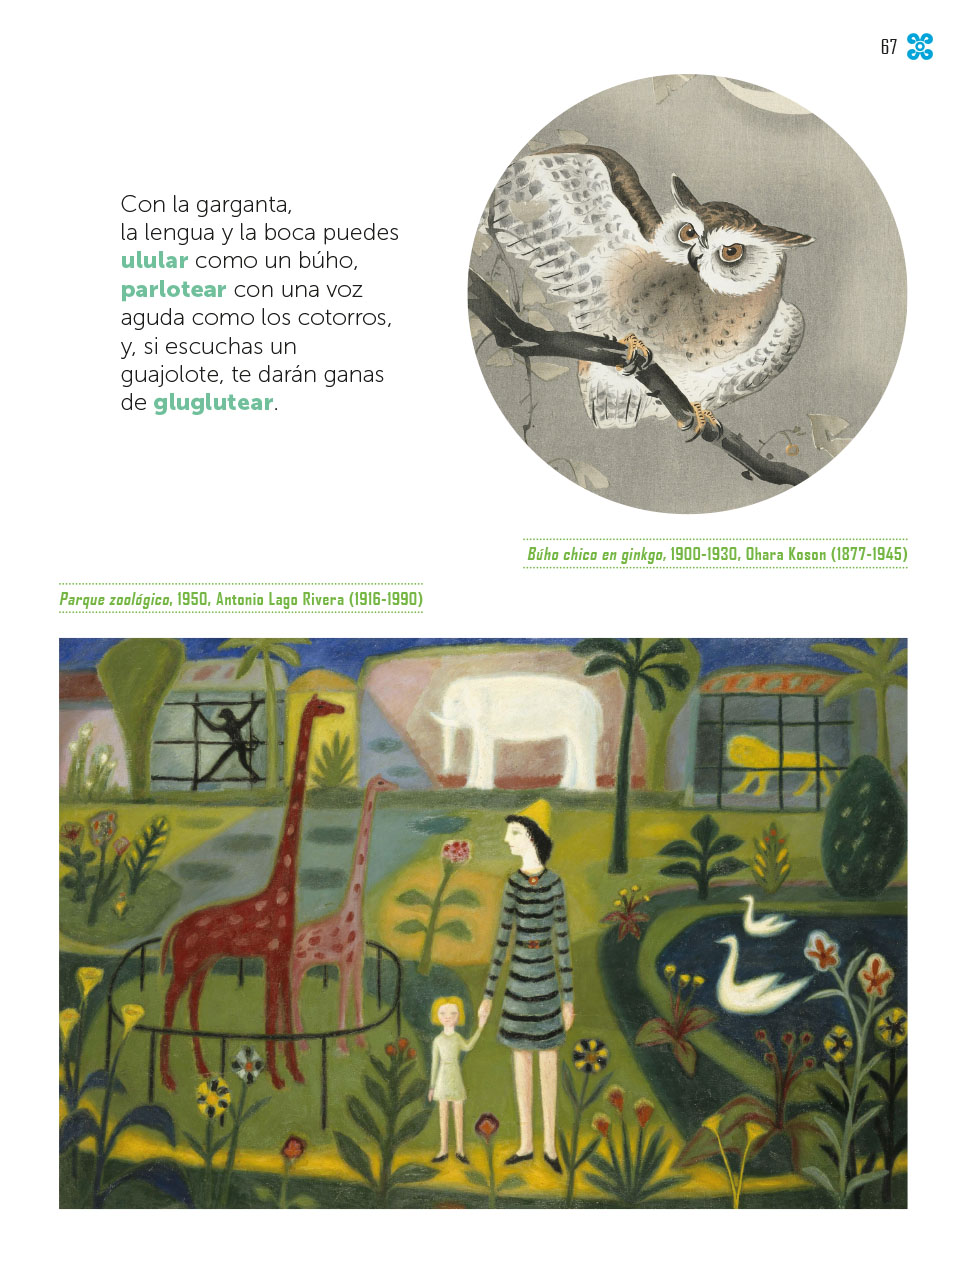 67
Con la garganta,
la lengua y la boca puedes
ulular como un búho,
parlotear con una voz
aguda como los cotorros,
y, si escuchas un
guajolote, te darán ganas
de gluglutear.
Búho chico en ginkgo, 1900-1930, Ohara Koson (1877-1945)
Parque zoológico, 1950, Antonio Lago Rivera (1916-1990)